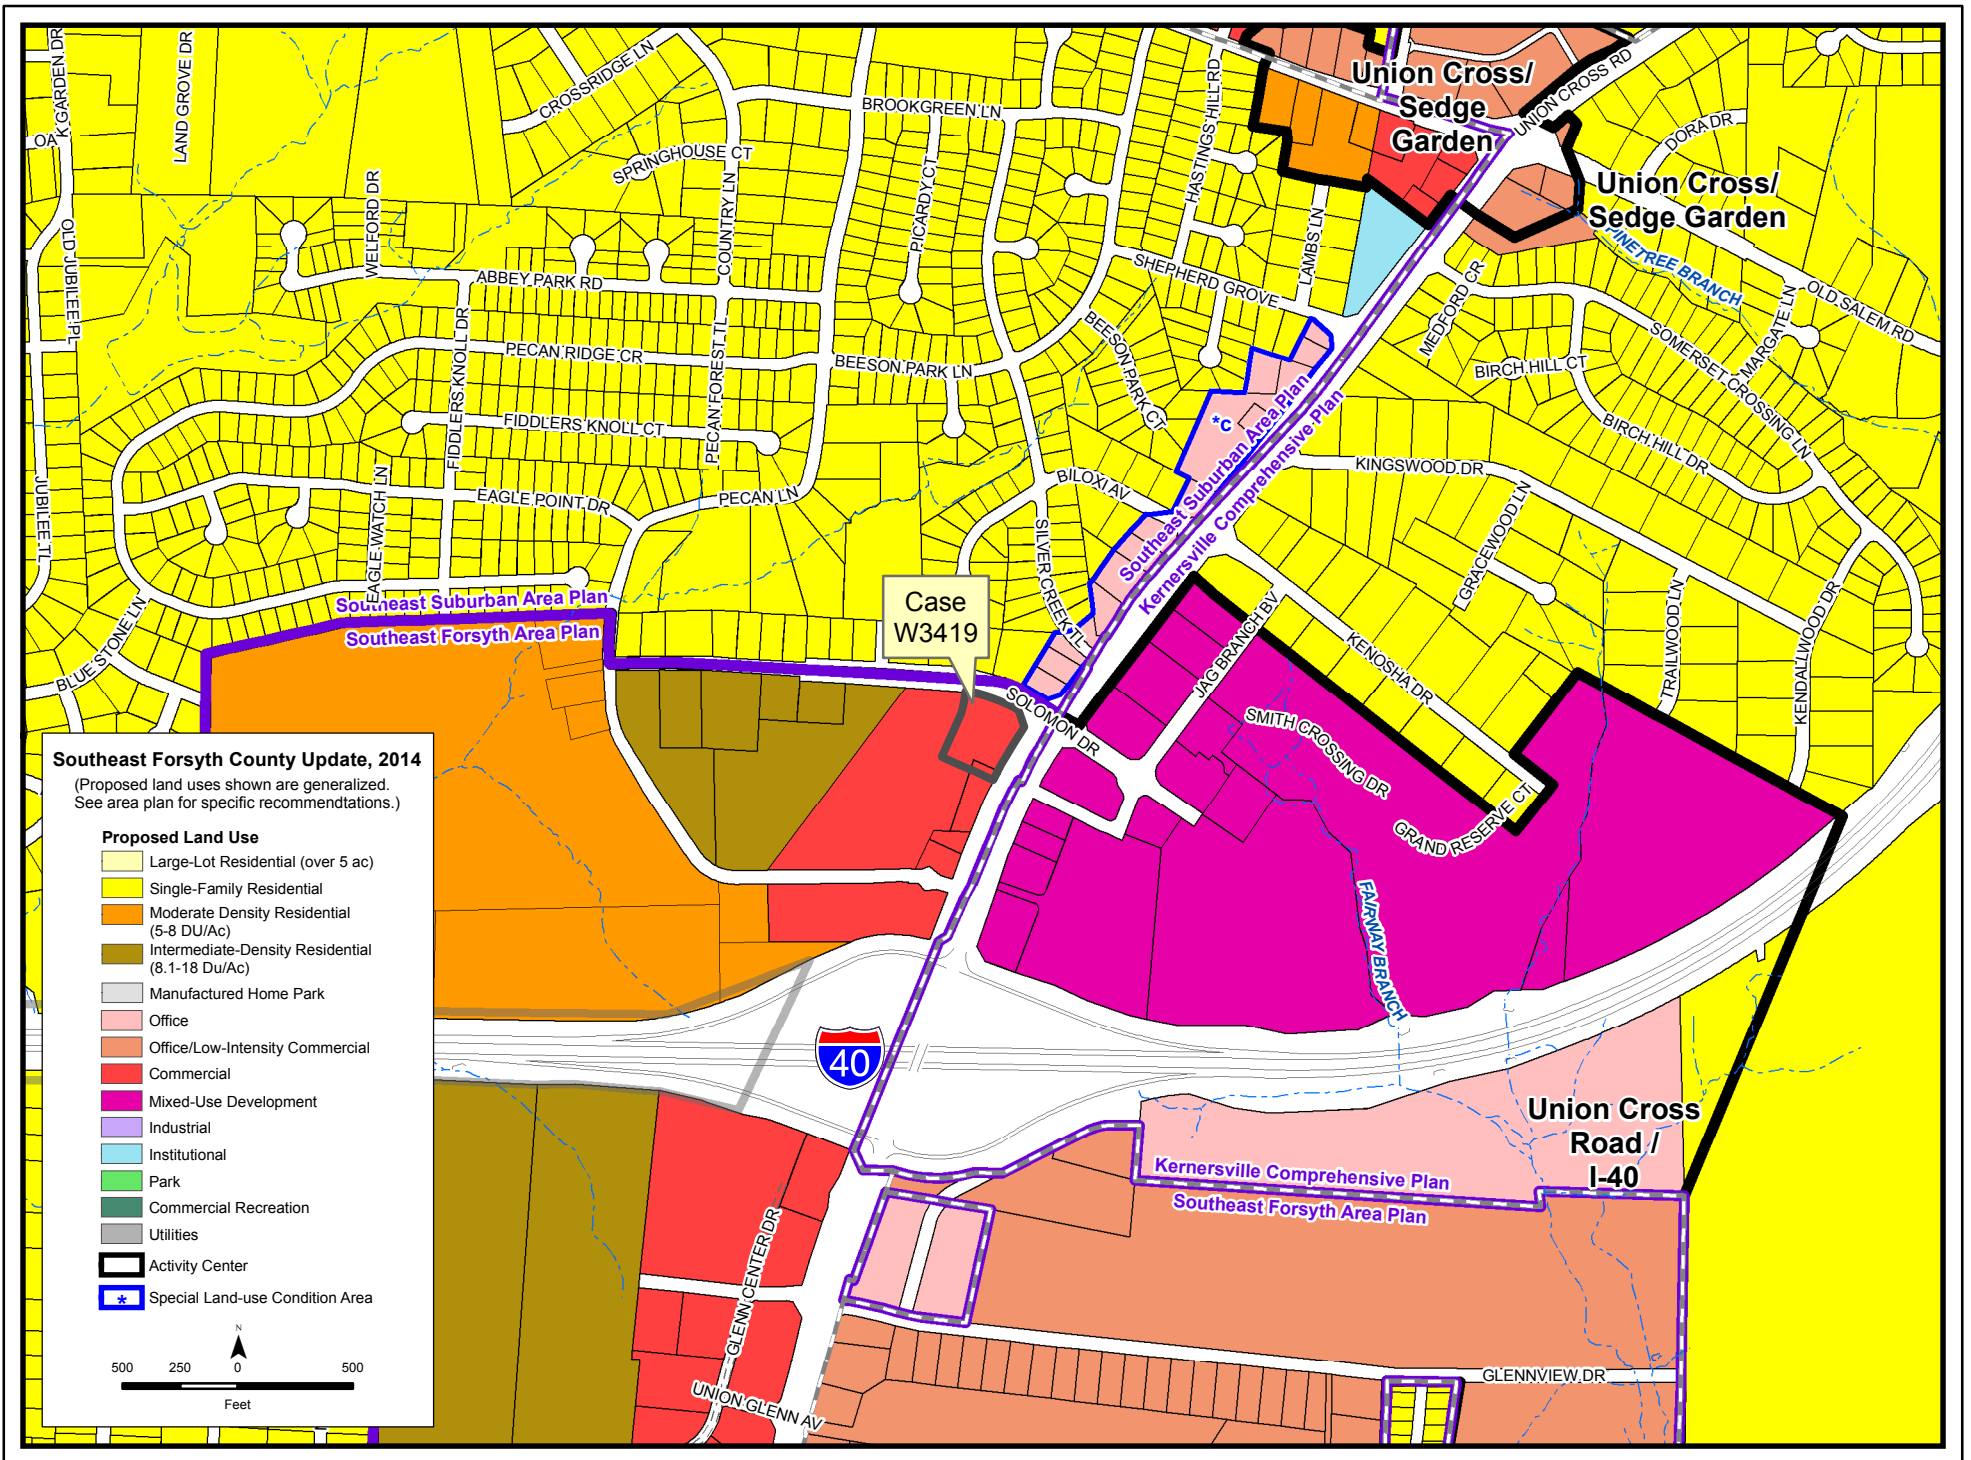 K GARDEN DR
LAND GROVE DR
OA
CROSSRIDGE LN
SPRINGHOUSE CT
COUNTRY LN
BROOKGREEN LN
PICARDY CT
HASTINGS HILL RD
Union Cross/
Sedge
Garden
UNION CROSS RD
DORA DR
Union Cross/
Sedge Garden
PINETREE BRANCH
OLD SALEM RD
MARGATE LN
SOMERSET CROSSING LN
MEDFORD CR
BIRCH HILL CT
BIRCH HILL DR
LAMBS LN
SHEPHERD GROVE
OLD JUBILEE PL
WELFORD DR
ABBEY PARK RD
PECAN RIDGE CR
FIDDLERS KNOLL DR
FIDDLERS KNOLL CT
PECAN FOREST TL
BEESON PARK LN
BEESON PARK CT
*C
Southeast Suburban Area Plan
Kernersville Comprehensive Plan
KINGSWOOD DR
GRACEWOOD LN
TRAILWOOD LN
KENDALLWOOD DR
JUBILEE TL
EAGLE WATCH LN
EAGLE POINT DR
PECAN LN
BILOXI AV
SILVER CREEK TL
BLUE STONE LN
Southeast Suburban Area Plan
Southeast Forsyth Area Plan
Case
W3419
SOLOMON DR
JAG BRANCH BV
KENOSHA DR
SMITH CROSSING DR
GRAND RESERVE CT
FAIRWAY BRANCH
40
Union Cross
Road /
I-40
Kernersville Comprehensive Plan
Southeast Forsyth Area Plan
GLENN CENTER DR
UNION GLENN AV
GLENNVIEW DR
Southeast Forsyth County Update, 2014
(Proposed land uses shown are generalized.
See area plan for specific recommendtations.)
Proposed Land Use
Large-Lot Residential (over 5 ac)
Single-Family Residential
Moderate Density Residential
(5-8 DU/Ac)
Intermediate-Density Residential
(8.1-18 Du/Ac)
Manufactured Home Park
Office
Office/Low-Intensity Commercial
Commercial
Mixed-Use Development
Industrial
Institutional
Park
Commercial Recreation
Utilities
Activity Center
* Special Land-use Condition Area
N
500 250 0 500
Feet